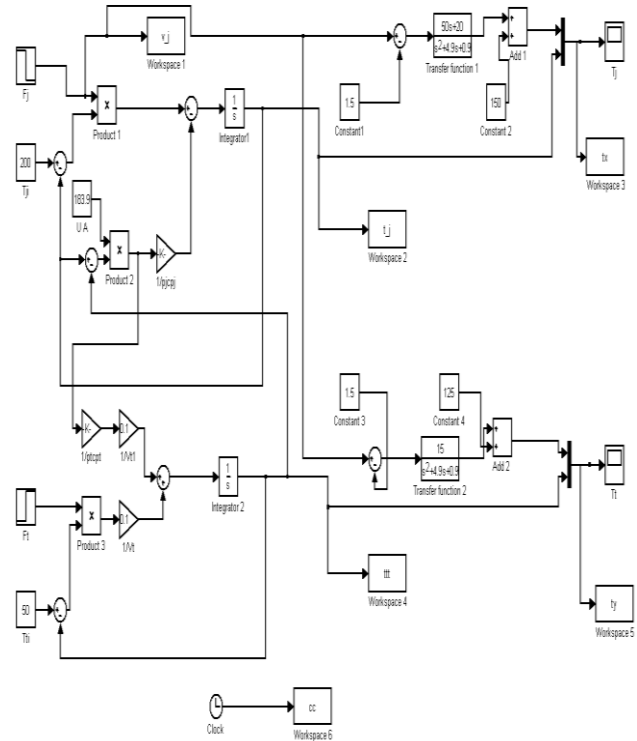 v_j
Workspace 1
Fj
x
Product 1
200
Tji
183.9
U A
x
Product 2
-K-
1/pjcpj
1
s
Integrator1
1.5
Constant1
50s+20
s²+4.9s+0.9
Transfer function 1
150
Constant 2
Add 1
Tj
tx
Workspace 3
t_j
Workspace 2
-K-
1/ptcpt
0.1
1/Vt1
Ft
x
Product 3
0.1
1/Vt
50
Tti
1
s
Integrator 2
1.5
Constant 3
15
s²+4.9s+0.9
Transfer function 2
125
Constant 4
Add 2
Tt
ttt
Workspace 4
ty
Workspace 5
Clock
cc
Workspace 6